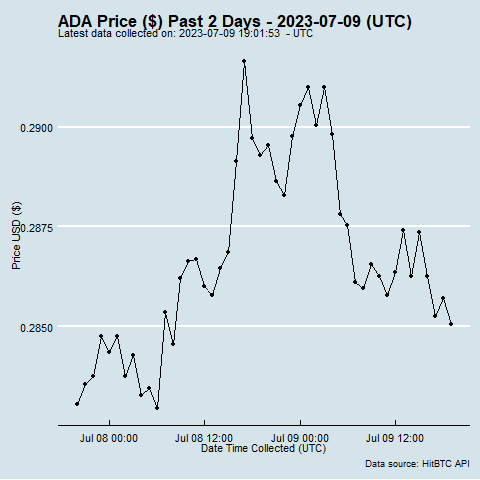 ADA Price ($) Past 2 Days - 2023-07-09 (UTC)
Latest data collected on: 2023-07-09 19:01:53 - UTC
0.2900
0.2875
0.2850
Price USD ($)
Jul 08 00:00
Jul 08 12:00
Jul 09 00:00
Jul 09 12:00
Date Time Collected (UTC)
Data source: HitBTC API